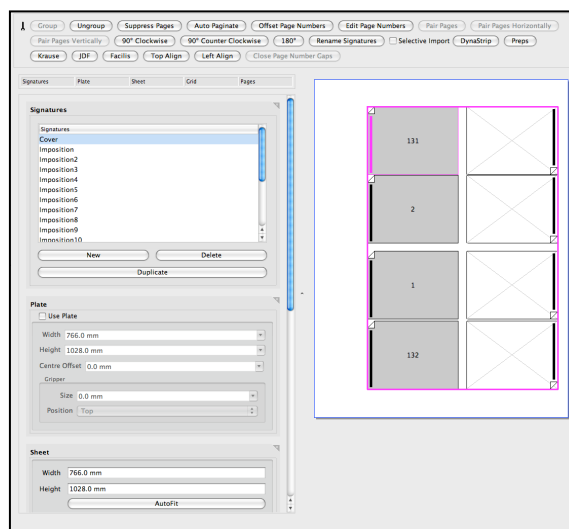 Group Ungroup Suppress Pages Auto Paginate Offset Page Numbers Edit Page Numbers Pair Pages Pair Pages Horizontally
Pair Pages Vertically 90° Clockwise 90° Counter Clockwise 180° Rename Signatures Selective Import DynaStrip Preps
Krause JDF Facilis Top Align Left Align Close Page Number Gaps
Signatures Plate Sheet Grid Pages
Signatures
Signatures
Cover
Imposition
Imposition2
Imposition3
Imposition4
Imposition5
Imposition6
Imposition7
Imposition8
Imposition9
Imposition10
New Delete
Duplicate
Plate
Use Plate
Width 766.0 mm
Height 1028.0 mm
Centre Offset 0.0 mm
Gripper
Size 0.0 mm
Position Top
Sheet
Width 766.0 mm
Height 1028.0 mm
AutoFit
131
2
1
132